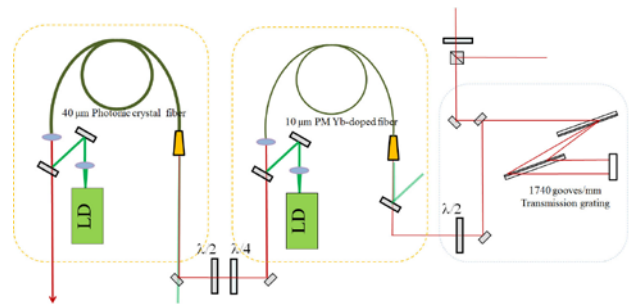 40 μm Photonic crystal fiber
10 μm PM Yb-doped fiber
LD
LD
λ/2
λ/4
λ/2
1740 gooves/mm
Transmission grating